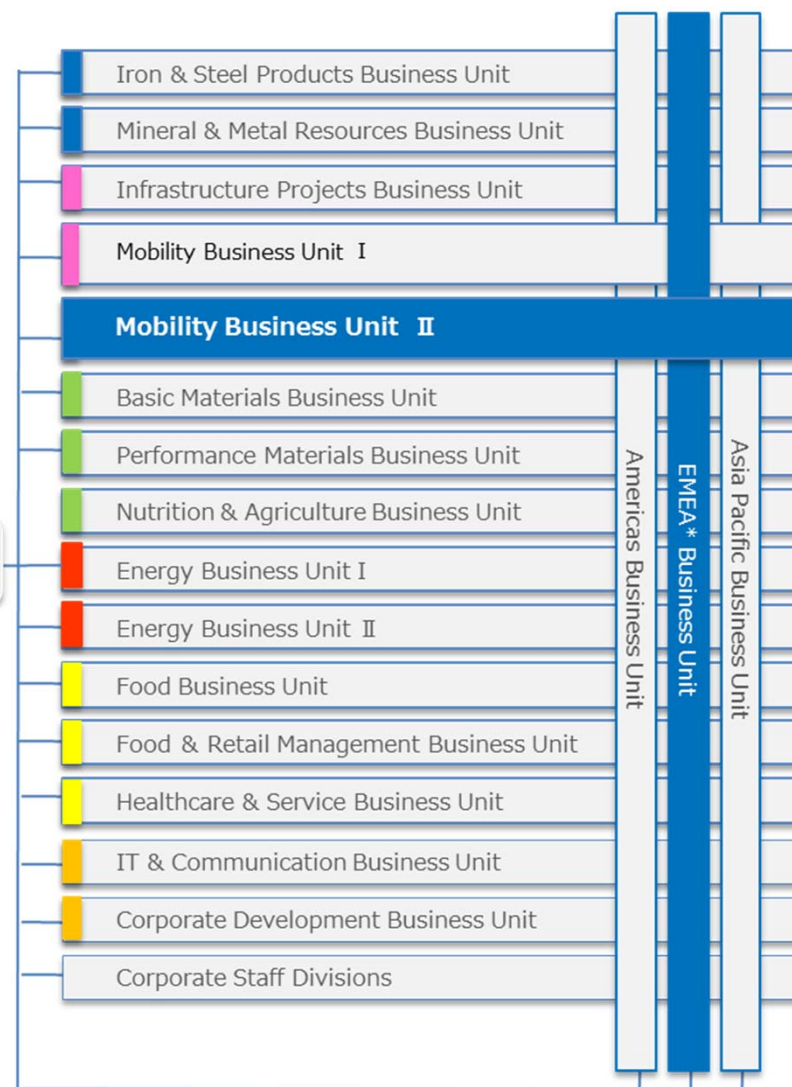 Iron & Steel Products Business Unit
Mineral & Metal Resources Business Unit
Infrastructure Projects Business Unit
Mobility Business Unit Ⅰ
Mobility Business Unit Ⅱ
Basic Materials Business Unit
Performance Materials Business Unit
Nutrition & Agriculture Business Unit
Energy Business Unit Ⅰ
Energy Business Unit Ⅱ
Food Business Unit
Food & Retail Management Business Unit
Healthcare & Service Business Unit
IT & Communication Business Unit
Corporate Development Business Unit
Corporate Staff Divisions
Americas Business Unit
EMEA* Business Unit
Asia Pacific Business Unit